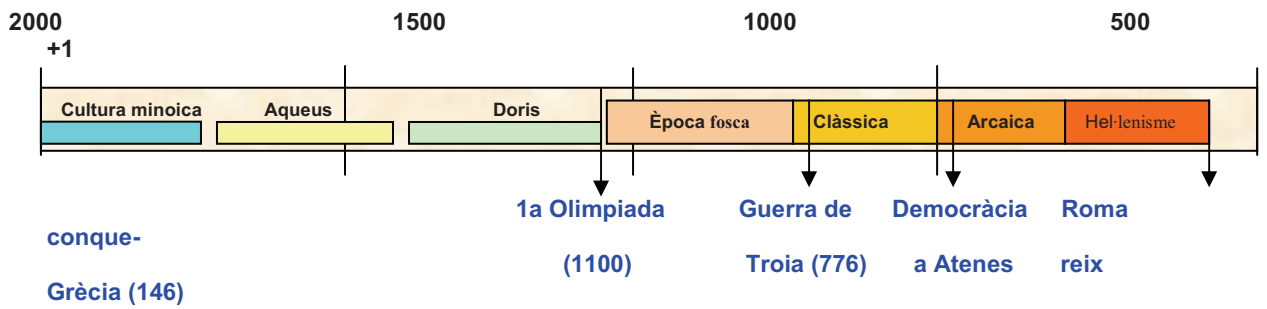 2000 1500 1000 500
+1
Cultura minoica Aqueus Doris Època fosca Clàssica Arcaica Hel·lenisme
1a Olimpiada Guerra de Democràcia Roma
conque-
(1100) Troia (776) a Atenes reix
Grècia (146)